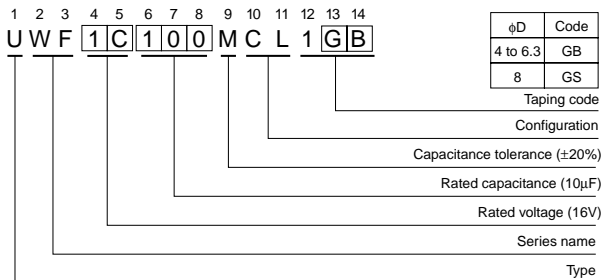 1 2 3 4 5 6 7 8 9 10 11 12 13 14
U W F 1 C 1 0 0 M C L 1 G B
φD Code
4 to 6.3 GB
8 GS
Taping code
Configuration
Capacitance tolerance (±20%)
Rated capacitance (10μF)
Rated voltage (16V)
Series name
Type